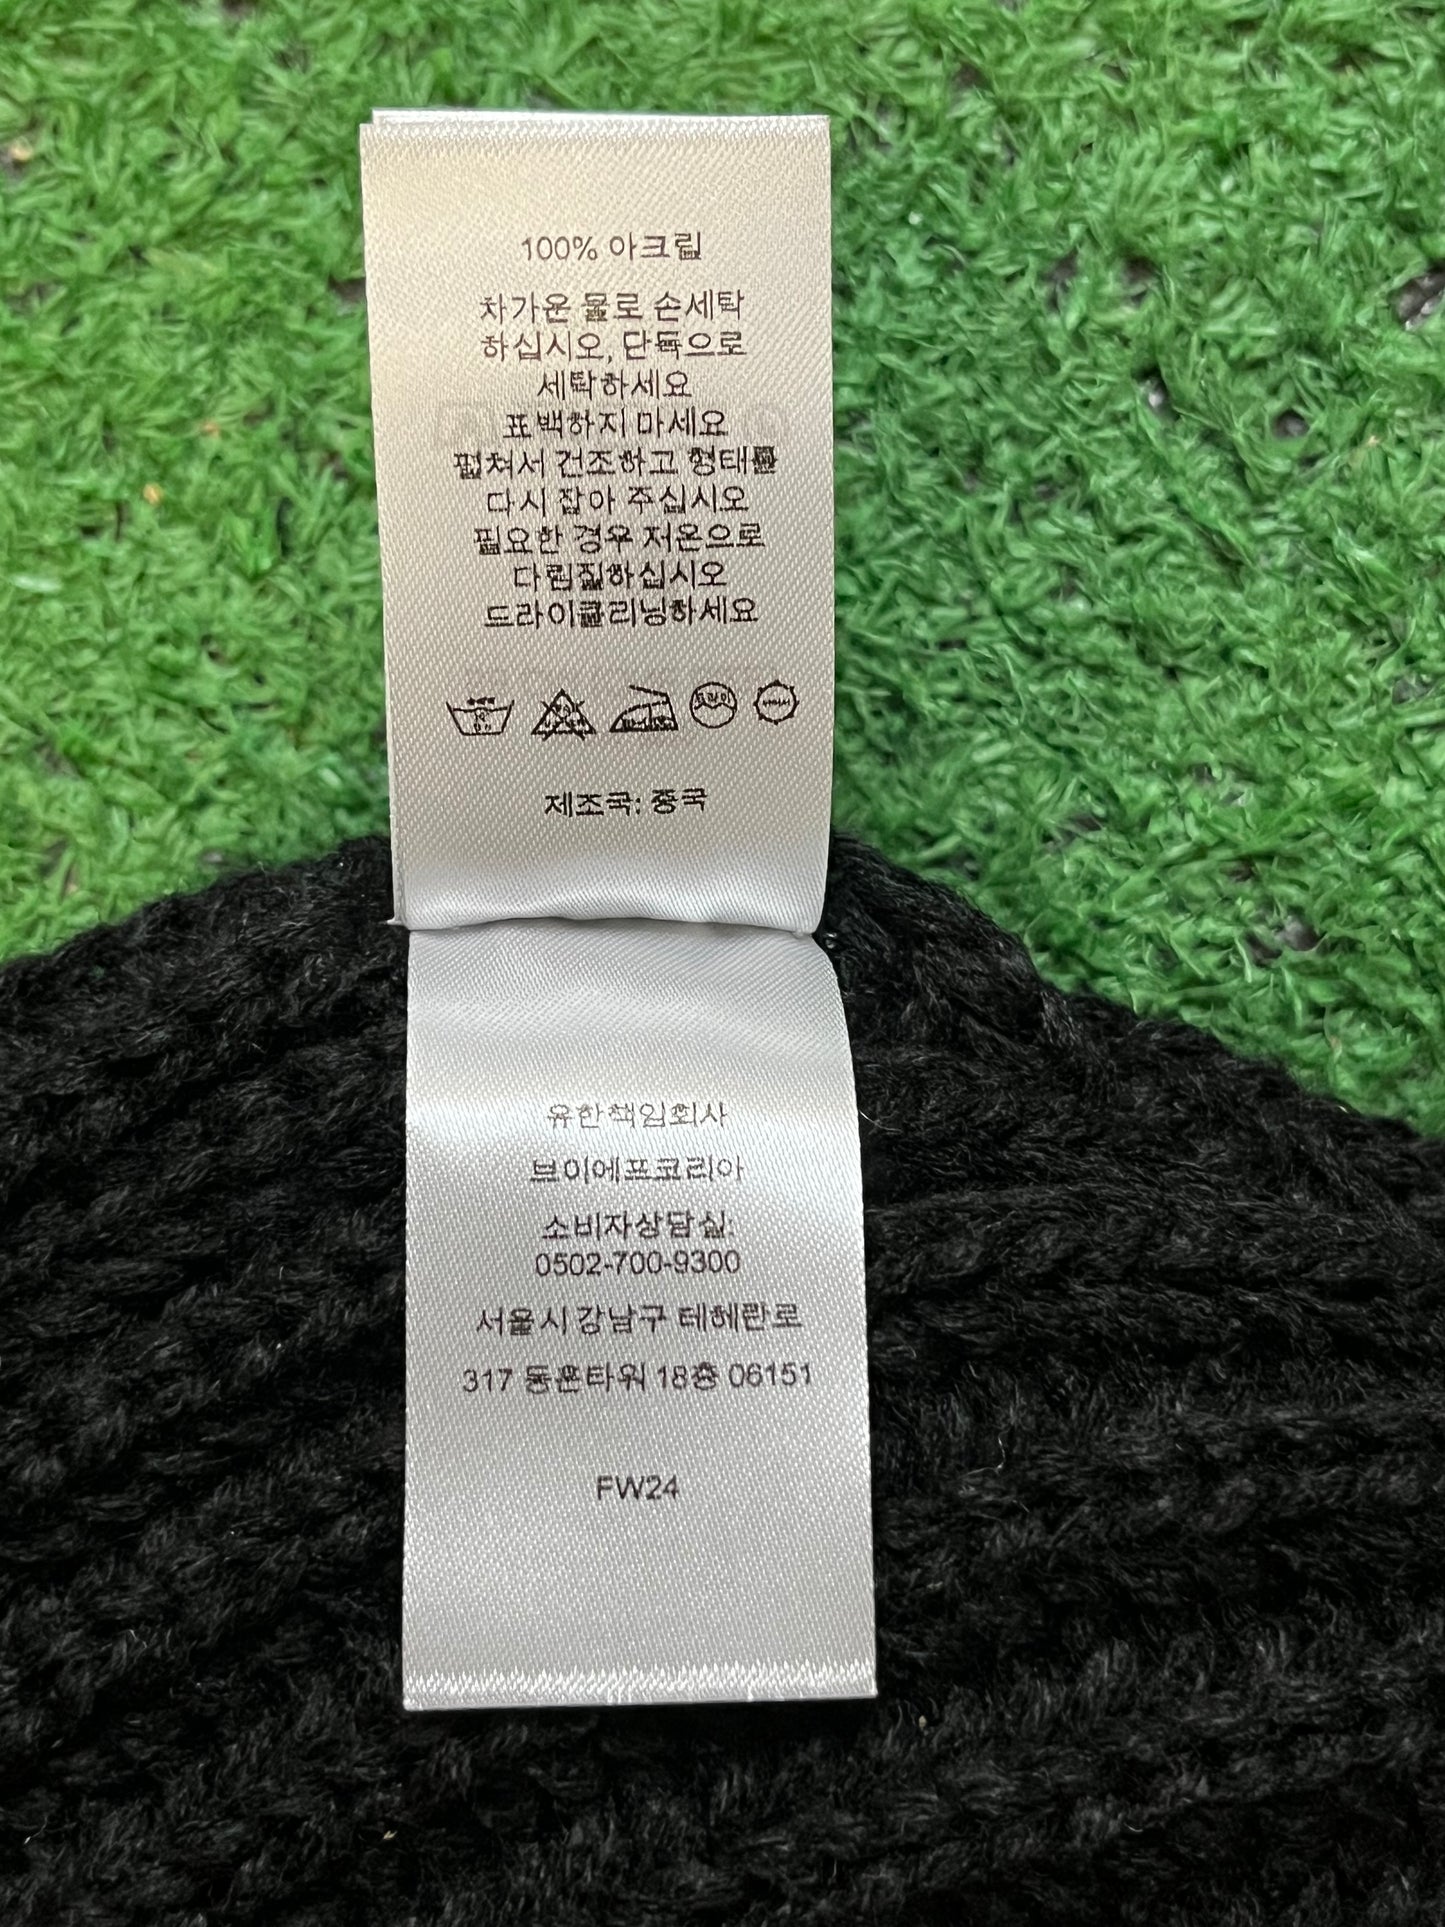 100% 아크릴
차가운 물로 손세탁
하십시오, 단독으로
세탁하세요
표백하지 마세요
펼쳐서 건조하고 형태를
다시 잡아 주십시오
필요한 경우 저온으로
다림질하십시오
드라이클리닝하세요
드라이
제조국: 중국
유한책임회사
브이에프코리아
소비자상담실:
0502-700-9300
서울시 강남구 테헤란로
317 동훈타워 18층 06151
FW24